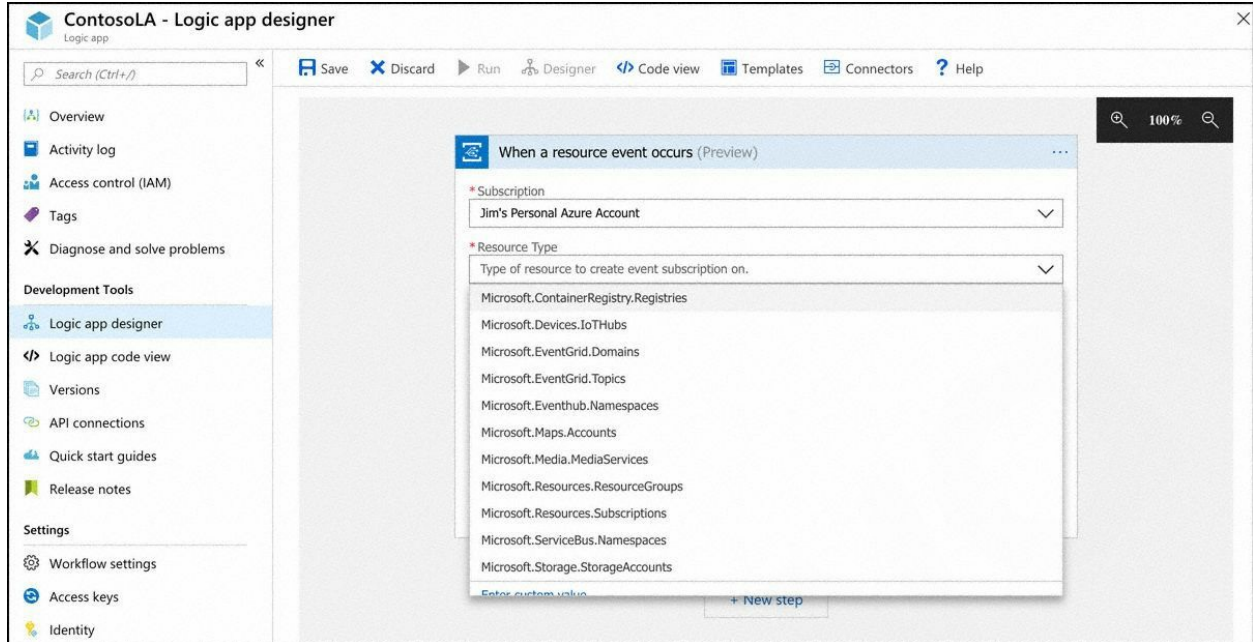 ContosoLA - Logic app designer
Logic app
Search (Ctrl+/)
«
Overview
Activity log
Access control (IAM)
Tags
Diagnose and solve problems
Development Tools
Logic app designer
Logic app code view
Versions
API connections
Quick start guides
Release notes
Settings
Workflow settings
Access keys
Identity
Save Discard Run Designer Code view Templates Connectors ? Help
100%
When a resource event occurs (Preview) ...
* Subscription
Jim's Personal Azure Account
* Resource Type
Type of resource to create event subscription on.
Microsoft.ContainerRegistry.Registries
Microsoft.Devices.IoTHubs
Microsoft.EventGrid.Domains
Microsoft.EventGrid.Topics
Microsoft.Eventhub.Namespaces
Microsoft.Maps.Accounts
Microsoft.Media.MediaServices
Microsoft.Resources.ResourceGroups
Microsoft.Resources.Subscriptions
Microsoft.ServiceBus.Namespaces
Microsoft.Storage.StorageAccounts
Enter custom value
+ New step